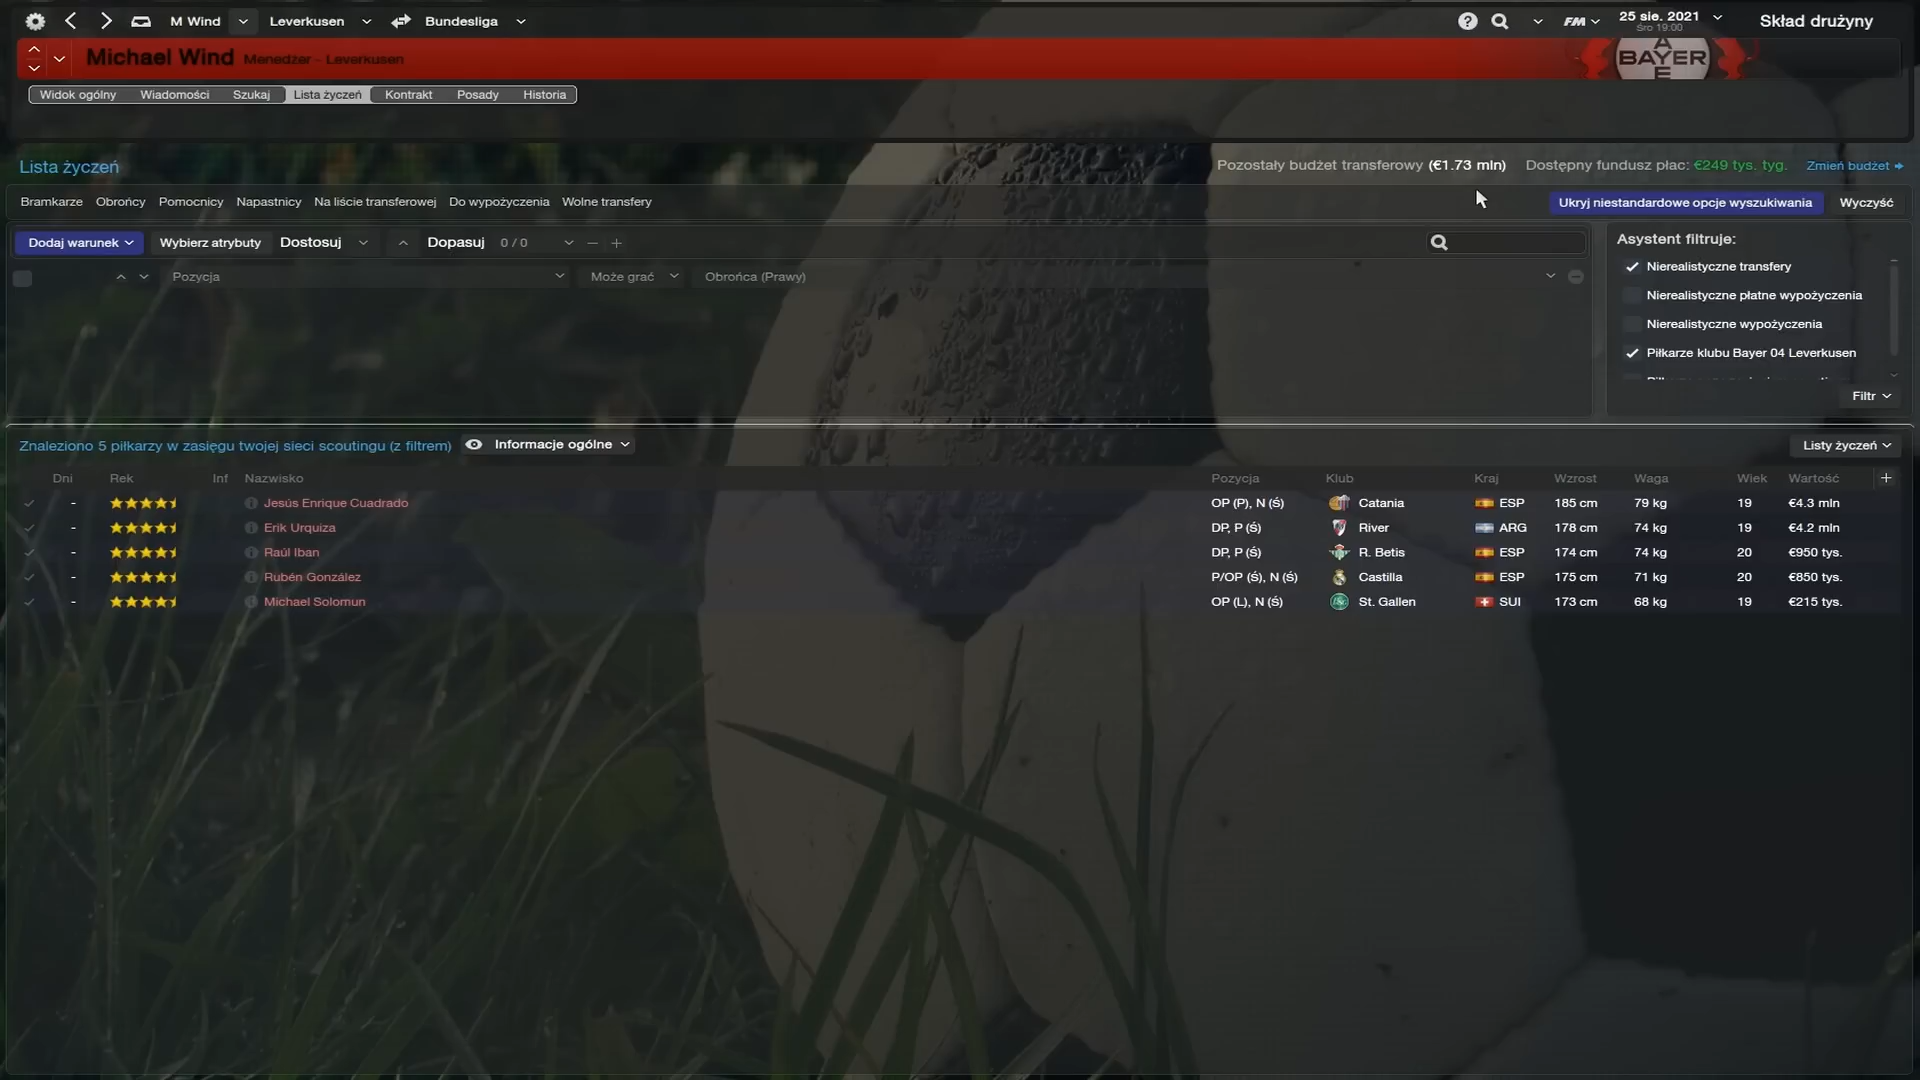 M Wind Leverkusen Bundesliga FM 25 sie. 2021 Skład drużyny
Śro 19:00
Michael Wind Menedżer - Leverkusen
BAYER
Widok ogólny Wiadomości Szukaj Lista życzeń Kontrakt Posady Historia
Lista życzeń Pozostały budżet transferowy (€1.73 mln) Dostępny fundusz płac: €249 tys. tyg. Zmień budżet
Bramkarze Obrońcy Pomocnicy Napastnicy Na liście transferowej Do wypożyczenia Wolne transfery Ukryj niestandardowe opcje wyszukiwania Wyczyść
Dodaj warunek Wybierz atrybuty Dostosuj Dopasuj 0 / 0
Asystent filtruje:
Pozycja Może grać Obrońca (Prawy)
Nierealistyczne transfery
Nierealistyczne płatne wypożyczenia
Nierealistyczne wypożyczenia
Piłkarze klubu Bayer 04 Leverkusen
Filtr
Znaleziono 5 piłkarzy w zasięgu twojej sieci scoutingu (z filtrem) Informacje ogólne Listy życzeń
Dni Rek Inf Nazwisko Pozycja Klub Kraj Wzrost Waga Wiek Wartość +
- Jesús Enrique Cuadrado OP (P), N (Ś) Catania ESP 185 cm 79 kg 19 €4.3 mln
- Erik Urquiza DP, P (Ś) River ARG 178 cm 74 kg 19 €4.2 mln
- Raúl Iban DP, P (Ś) R. Betis ESP 174 cm 74 kg 20 €950 tys.
- Rubén González P/OP (Ś), N (Ś) Castilla ESP 175 cm 71 kg 20 €850 tys.
- Michael Solomun OP (L), N (Ś) St. Gallen SUI 173 cm 68 kg 19 €215 tys.